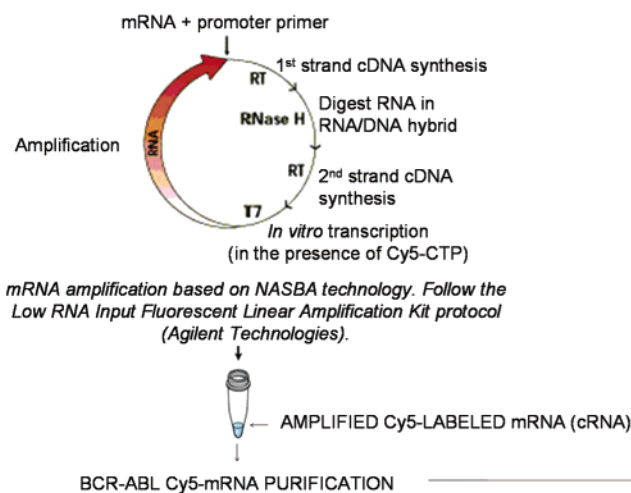 mRNA + promoter primer
1st strand cDNA synthesis
RT
Digest RNA in
RNA/DNA hybrid
RNase H
Amplification
RNA
RT
2nd strand cDNA
synthesis
T7
In vitro transcription
(in the presence of Cy5-CTP)
mRNA amplification based on NASBA technology. Follow the
Low RNA Input Fluorescent Linear Amplification Kit protocol
(Agilent Technologies).
AMPLIFIED Cy5-LABELED mRNA (cRNA)
BCR-ABL Cy5-mRNA PURIFICATION